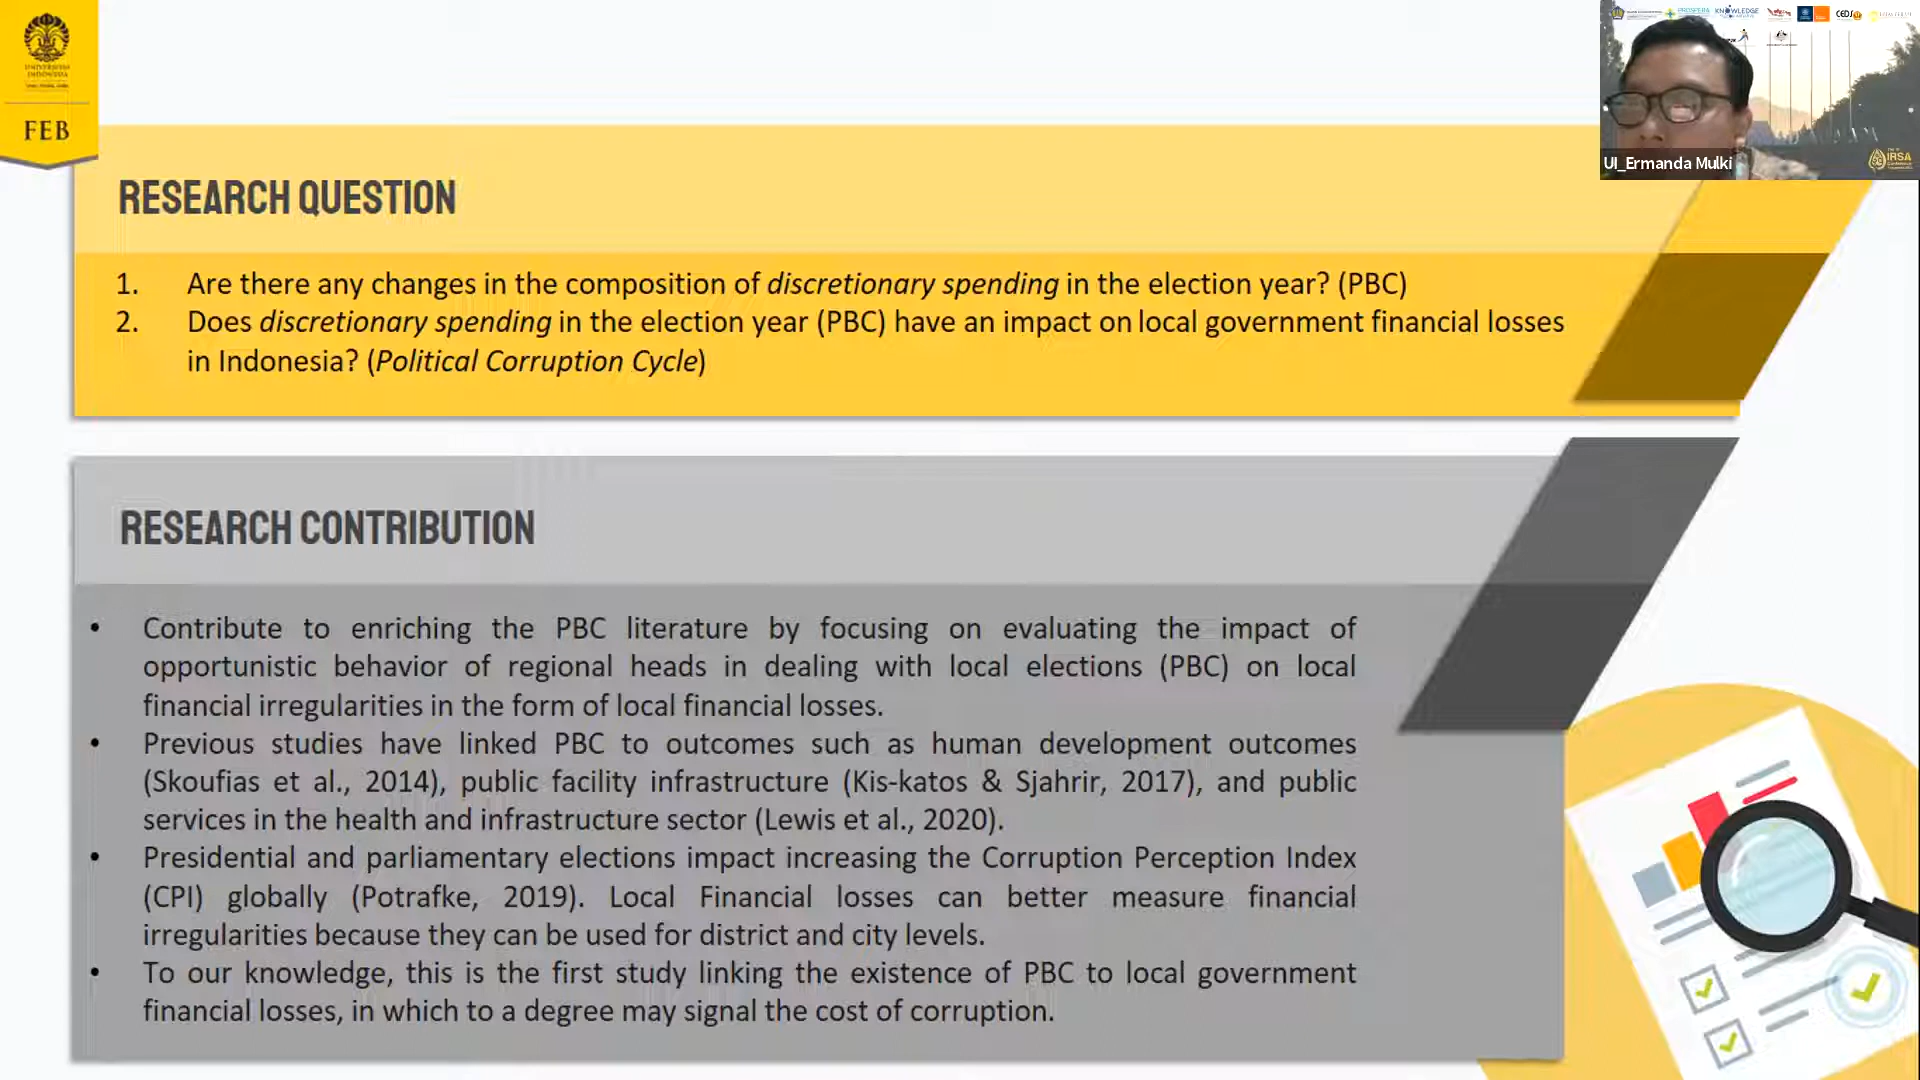 UNIVERSITAS
INDONESIA
FEB
PROSPERA
KNOWLEDGE
CEDS
UI_Ermanda Mulki
IRSA
RESEARCH QUESTION
1. Are there any changes in the composition of discretionary spending in the election year? (PBC)
2. Does discretionary spending in the election year (PBC) have an impact on local government financial losses
in Indonesia? (Political Corruption Cycle)
RESEARCH CONTRIBUTION
• Contribute to enriching the PBC literature by focusing on evaluating the impact of
opportunistic behavior of regional heads in dealing with local elections (PBC) on local
financial irregularities in the form of local financial losses.
• Previous studies have linked PBC to outcomes such as human development outcomes
(Skoufias et al., 2014), public facility infrastructure (Kis-katos & Sjahrir, 2017), and public
services in the health and infrastructure sector (Lewis et al., 2020).
• Presidential and parliamentary elections impact increasing the Corruption Perception Index
(CPI) globally (Potrafke, 2019). Local Financial losses can better measure financial
irregularities because they can be used for district and city levels.
• To our knowledge, this is the first study linking the existence of PBC to local government
financial losses, in which to a degree may signal the cost of corruption.